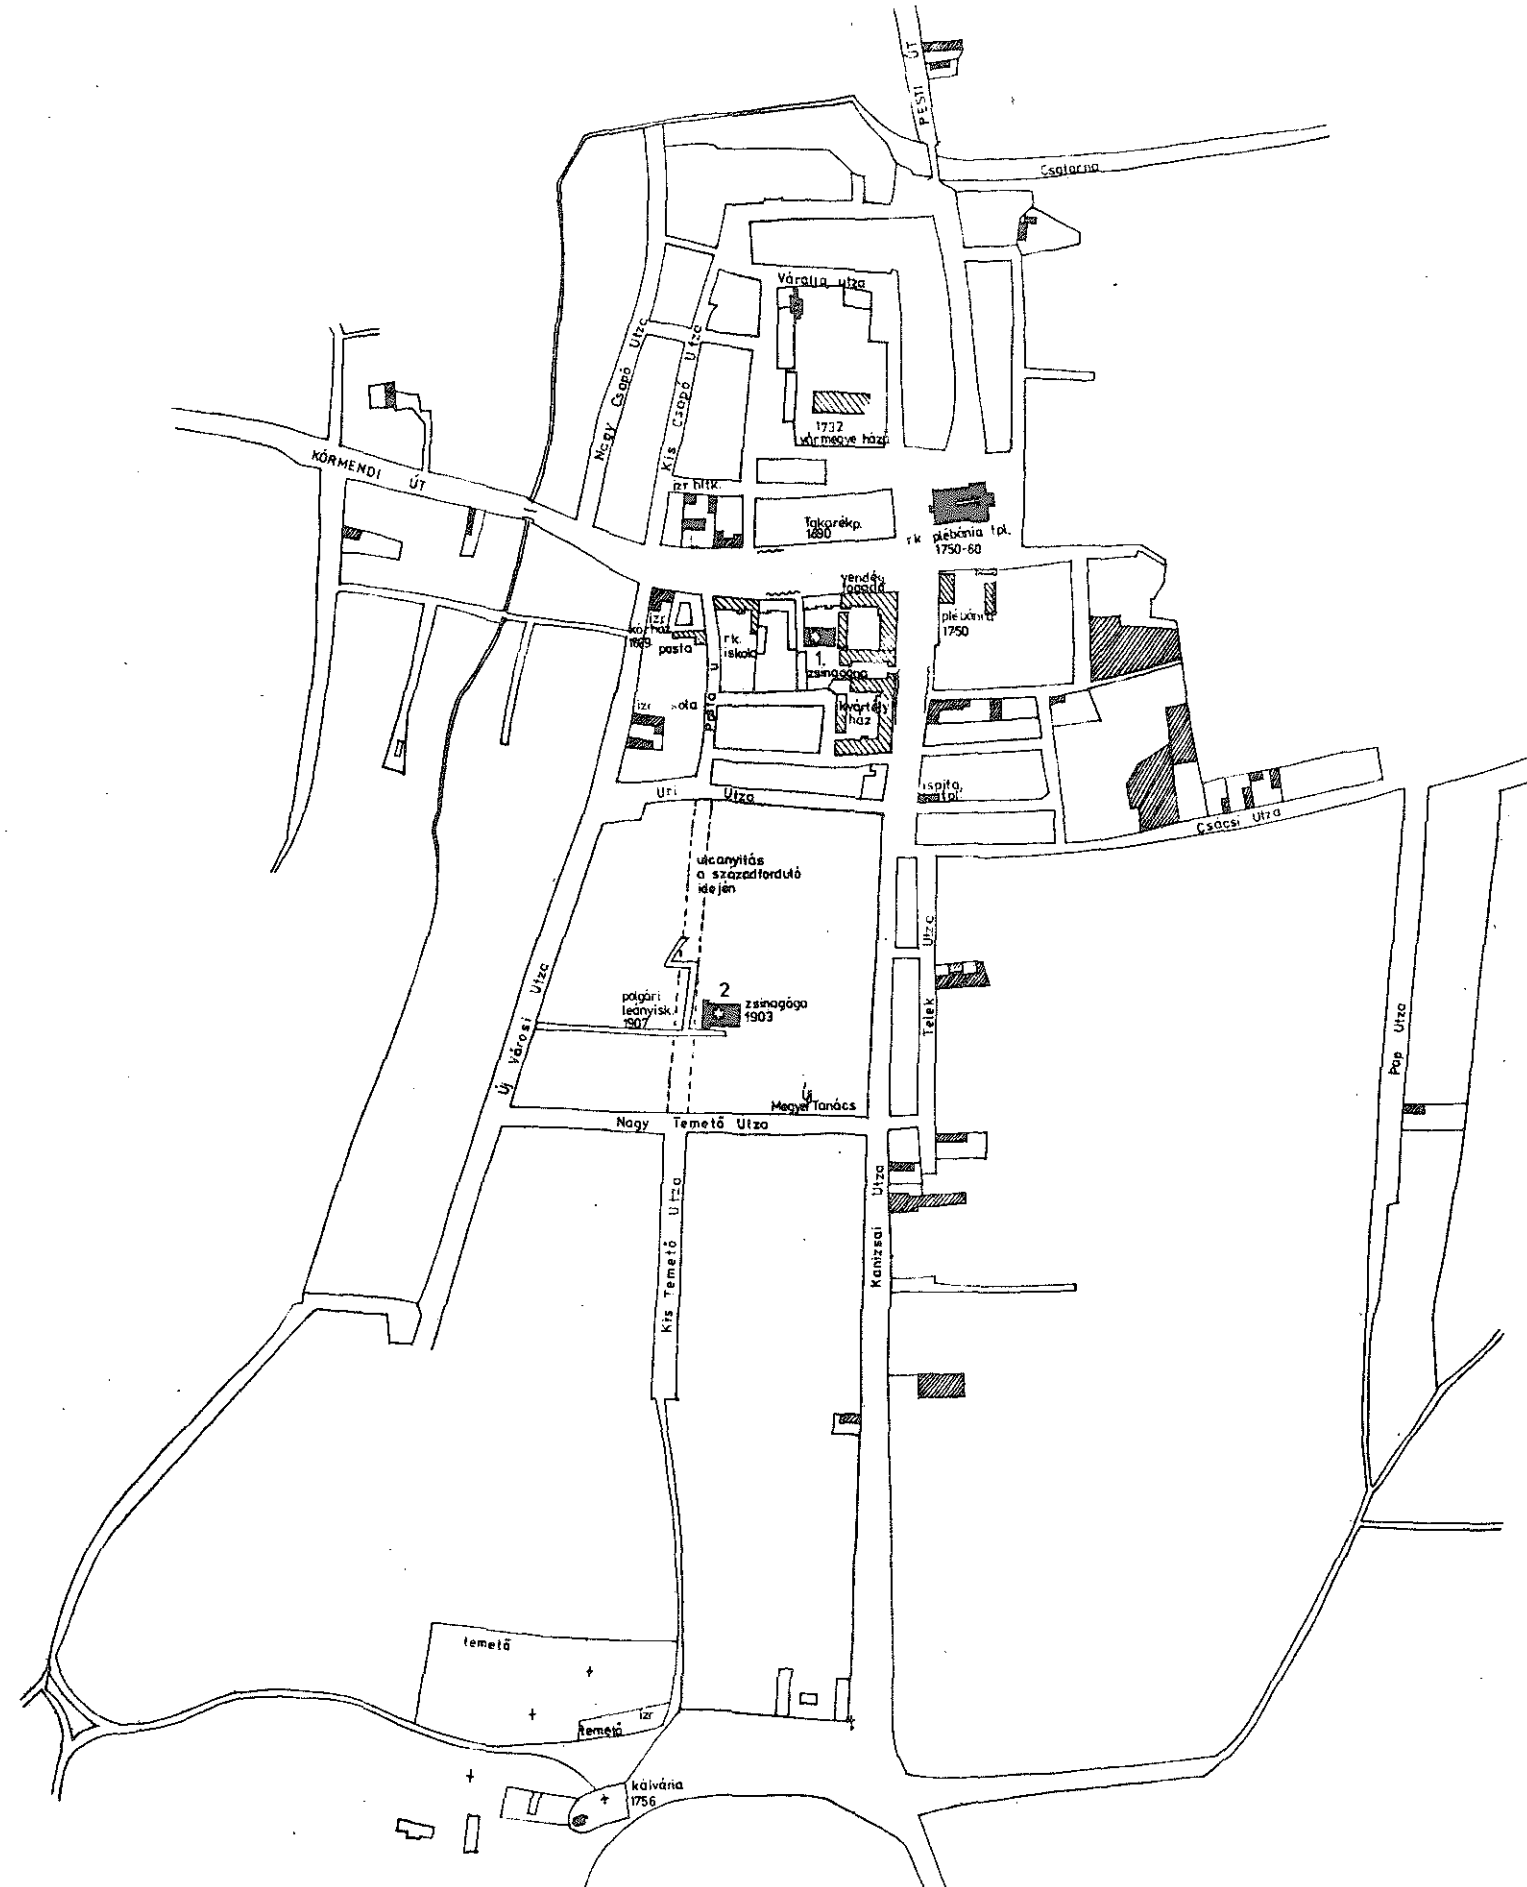 PESTI ÚT
Csatorna
Váralja utza
Nagy Csapó Utza
Kis Csapó Utza
1732
vármegye háza
KÖRMENDI ÚT
izr hitk.
Takarékp.
1890
rk plébánia tpl.
1750-60
vendég
fogadó
plébánia
1750
izr
kórház
1889
posta
rk.
iskola
1.
zsinagóga
Posta u
kvártély
ház
izr
Uri Utza
ispita
tpl.
Csácsi Utza
utcanyitás
a századforduló
idején
Telek Utza
Új Városi Utza
polgári
leányisk.
1907
2
zsinagóga
1903
Pap Utza
Új
Megyei Tanács
Nagy Temető Utza
Kis Temető Utza
Kanizsai Utza
temető
izr
temető
kálvária
1756